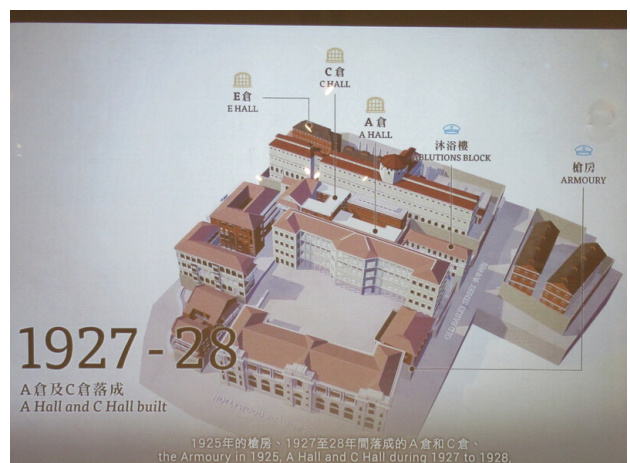 C倉
C HALL
E倉
E HALL
A倉
A HALL
沐浴樓
ABLUTIONS BLOCK
槍房
ARMOURY
OLD BAILEY STREET
1927 - 28
A倉及C倉落成
A Hall and C Hall built
1925年的槍房、1927至28年間落成的A倉和C倉、
the Armoury in 1925, A Hall and C Hall during 1927 to 1928,